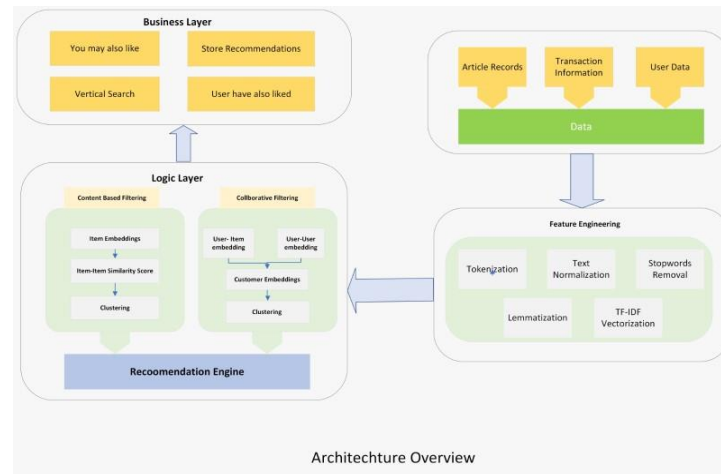 Business Layer
You may also like
Store Recommendations
Vertical Search
User have also liked
Article Records
Transaction
Information
User Data
Data
Logic Layer
Content Based Filtering
Collborative Filtering
Item Embeddings
Item-Item Similarity Score
Clustering
User- Item
embedding
User-User
embedding
Customer Embeddings
Clustering
Recoomendation Engine
Feature Engineering
Tokenization
Text
Normalization
Stopwords
Removal
Lemmatization
TF-IDF
Vectorization
Architechture Overview